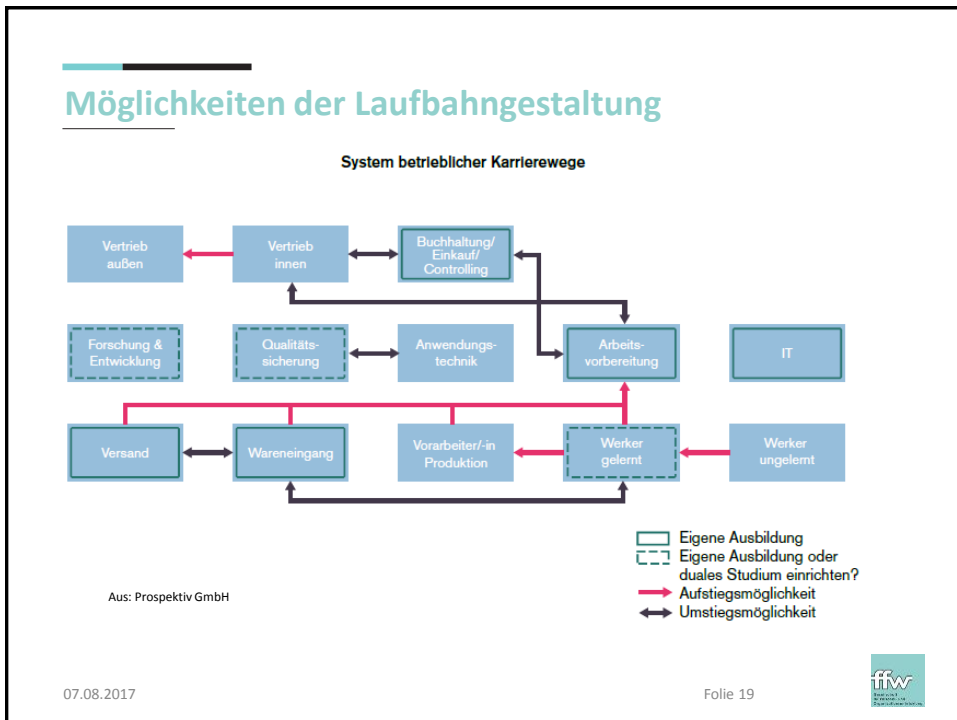 Möglichkeiten der Laufbahngestaltung
System betrieblicher Karrierewege
Vertrieb
außen
Vertrieb
innen
Buchhaltung/
Einkauf/
Controlling
Forschung &
Entwicklung
Qualitäts-
sicherung
Anwendungs-
technik
Arbeits-
vorbereitung
IT
Versand
Wareneingang
Vorarbeiter/-in
Produktion
Werker
gelernt
Werker
ungelernt
Eigene Ausbildung
Eigene Ausbildung oder
duales Studium einrichten?
Aufstiegsmöglichkeit
Umstiegsmöglichkeit
Aus: Prospektiv GmbH
07.08.2017
Folie 19
ffw